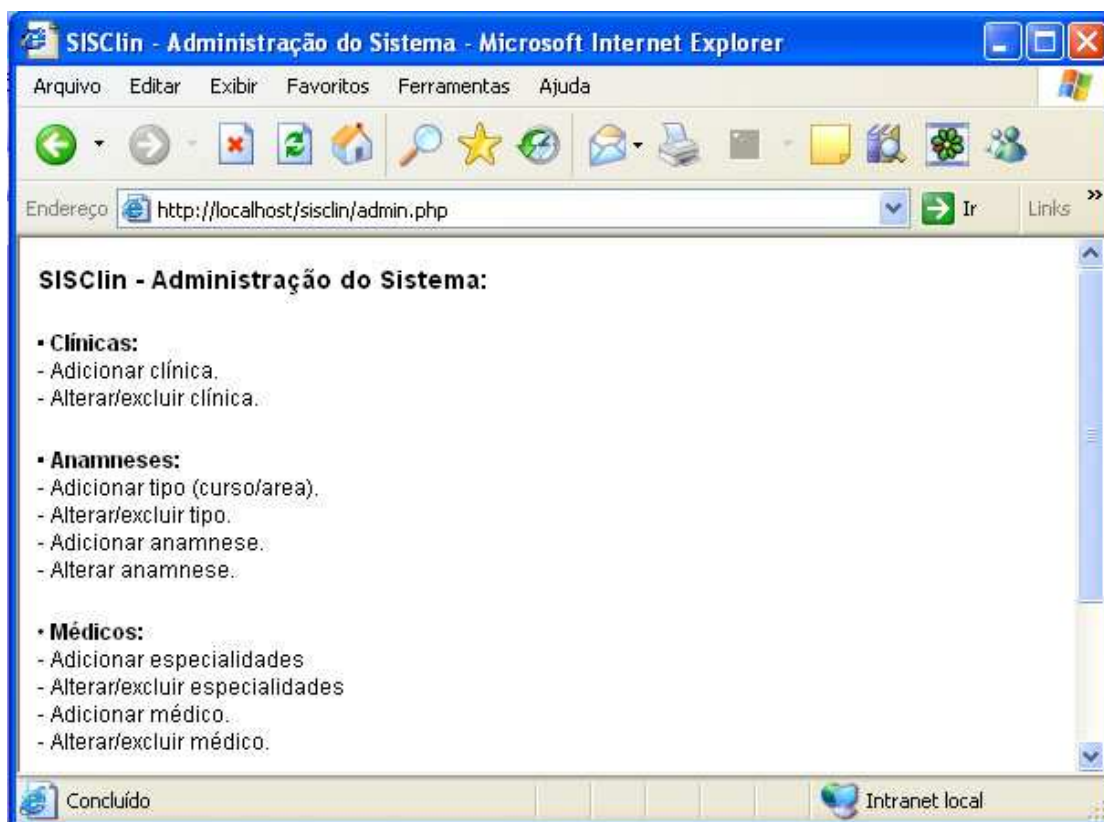 SISClin - Administração do Sistema - Microsoft Internet Explorer
Arquivo Editar Exibir Favoritos Ferramentas Ajuda
Endereço http://localhost/sisclin/admin.php Ir Links »
SISClin - Administração do Sistema:
• Clínicas:
- Adicionar clínica.
- Alterar/excluir clínica.
• Anamneses:
- Adicionar tipo (curso/area).
- Alterar/excluir tipo.
- Adicionar anamnese.
- Alterar anamnese.
• Médicos:
- Adicionar especialidades
- Alterar/excluir especialidades
- Adicionar médico.
- Alterar/excluir médico.
Concluído Intranet local